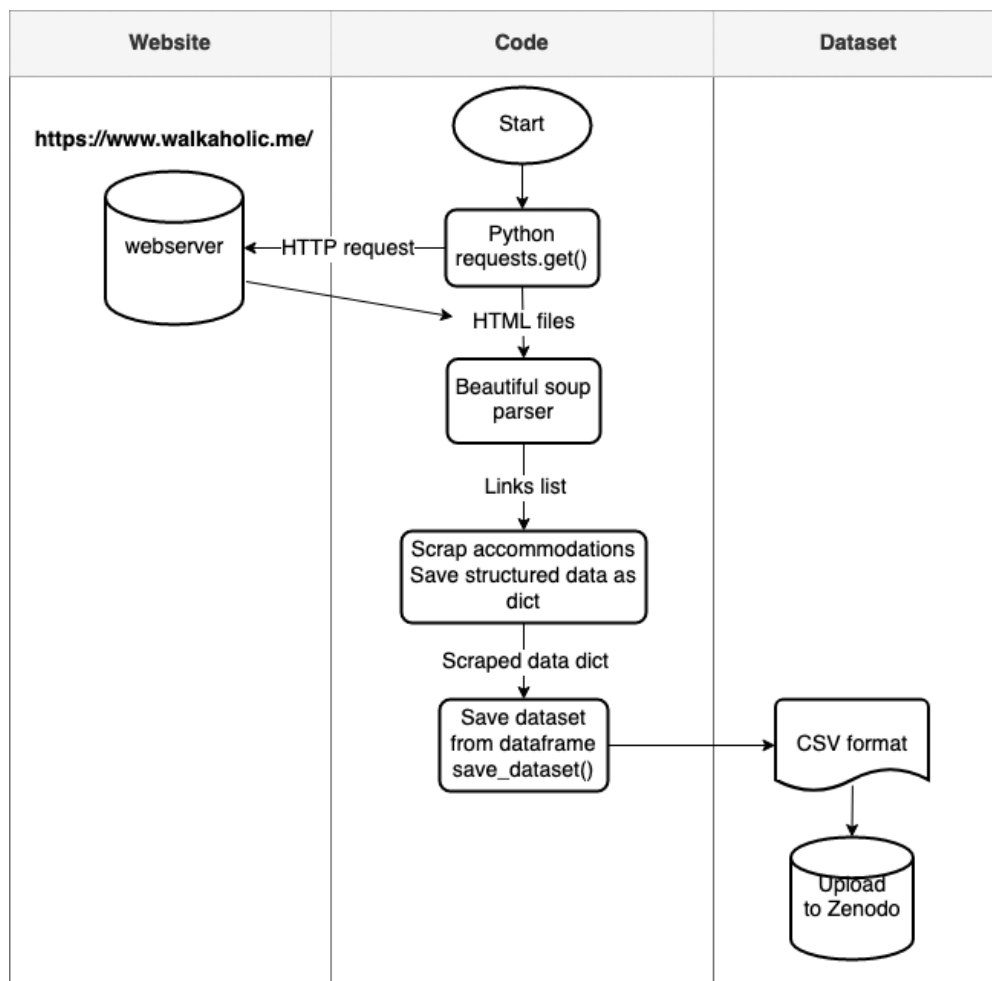 Website
Code
Dataset
https://www.walkaholic.me/
Start
webserver
HTTP request
Python
requests.get()
HTML files
Beautiful soup
parser
Links list
Scrap accommodations
Save structured data as
dict
Scraped data dict
Save dataset
from dataframe
save_dataset()
CSV format
Upload
to Zenodo